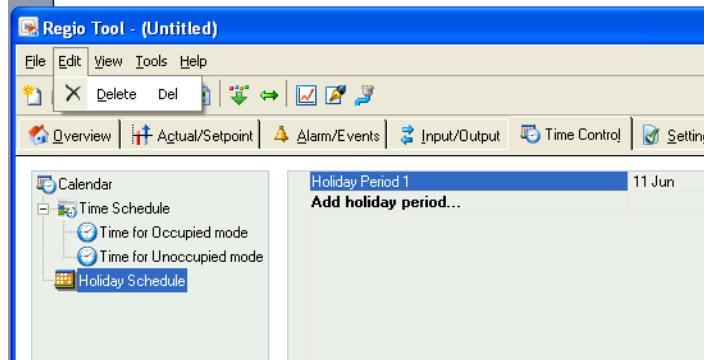 Regio Tool - (Untitled)
File Edit View Tools Help
Delete Del
Overview Actual/Setpoint Alarm/Events Input/Output Time Control
Calendar
Time Schedule
Time for Occupied mode
Time for Unoccupied mode
Holiday Schedule
Holiday Period 1 11 Jun
Add holiday period...